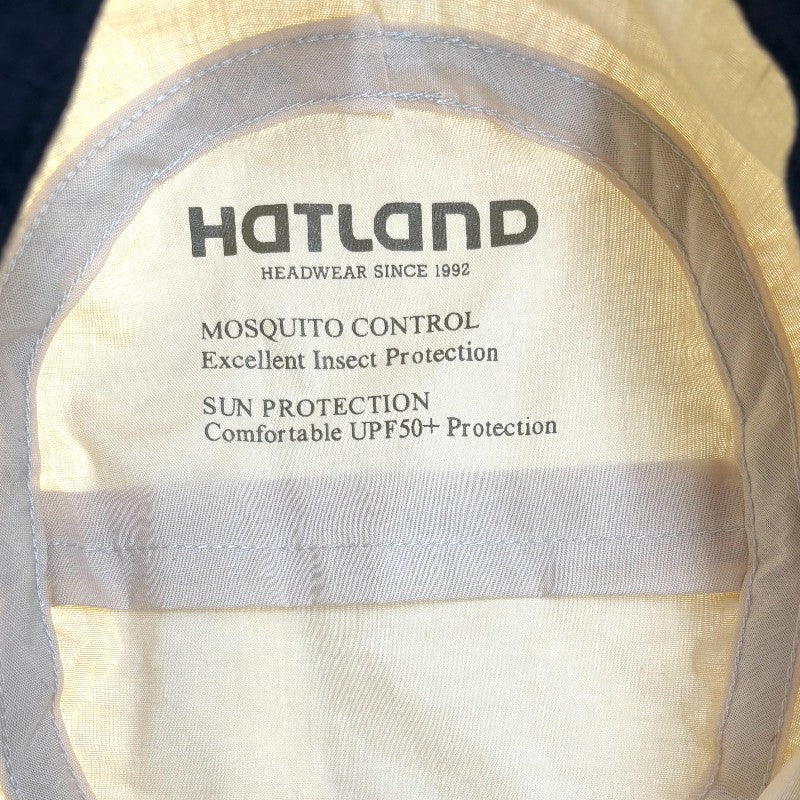 HATLAND
HEADWEAR SINCE 1992
MOSQUITO CONTROL
Excellent Insect Protection
SUN PROTECTION
Comfortable UPF50+ Protection